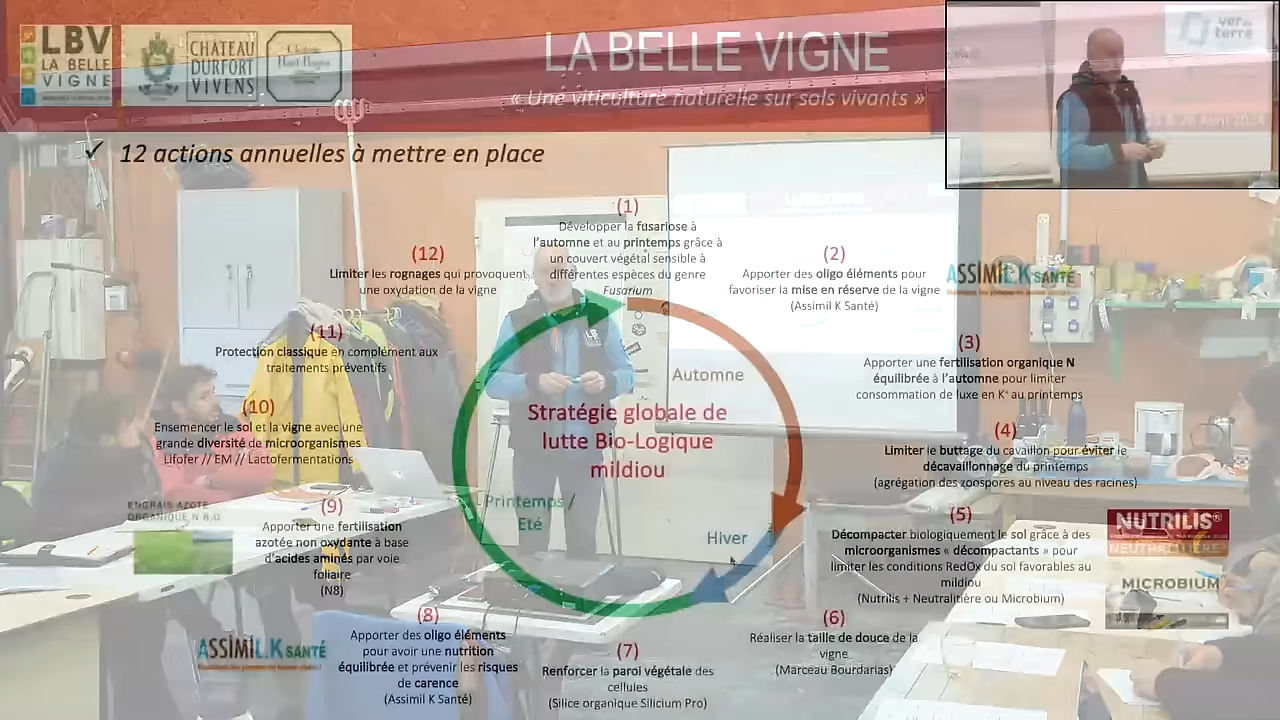 LBV
LA BELLE
VIGNE
CHÂTEAU
DURFORT
VIVENS
LA BELLE VIGNE
« Une viticulture naturelle sur sols vivants »
ver de
terre
✓ 12 actions annuelles à mettre en place
(1)
Développer la fusariose à
l'automne et au printemps grâce à
un couvert végétal sensible à
différentes espèces du genre
Fusarium
(2)
Apporter des oligo éléments pour
favoriser la mise en réserve de la vigne
(Assimil K Santé)
ASSIMIL.K SANTÉ
(3)
Apporter une fertilisation organique N
équilibrée à l'automne pour limiter
consommation de luxe en K⁺ au printemps
(4)
Limiter le buttage du cavaillon pour éviter le
décavaillonnage du printemps
(agrégation des zoospores au niveau des racines)
(5)
Décompacter biologiquement le sol grâce à des
microorganismes « décompactants » pour
limiter les conditions RedOx du sol favorables au
mildiou
(Nutrilis + Neutralitière ou Microbium)
NUTRILIS®
NEUTRALITIÈRE
MICROBIUM
(6)
Réaliser la taille de douce de la
vigne
(Marceau Bourdarias)
(7)
Renforcer la paroi végétale des
cellules
(Silice organique Silicium Pro)
(8)
Apporter des oligo éléments
pour avoir une nutrition
équilibrée et prévenir les risques
de carence
(Assimil K Santé)
ASSIMIL.K SANTÉ
(9)
Apporter une fertilisation
azotée non oxydante à base
d'acides aminés par voie
foliaire
(N8)
ENGRAIS AZOTÉ
ORGANIQUE N 8,0
(10)
Ensemencer le sol et la vigne avec une
grande diversité de microorganismes
Lifofer // EM // Lactofermentations
(11)
Protection classique en complément aux
traitements préventifs
(12)
Limiter les rognages qui provoquent
une oxydation de la vigne
Automne
Stratégie globale de
lutte Bio-Logique
mildiou
Printemps /
Eté
Hiver